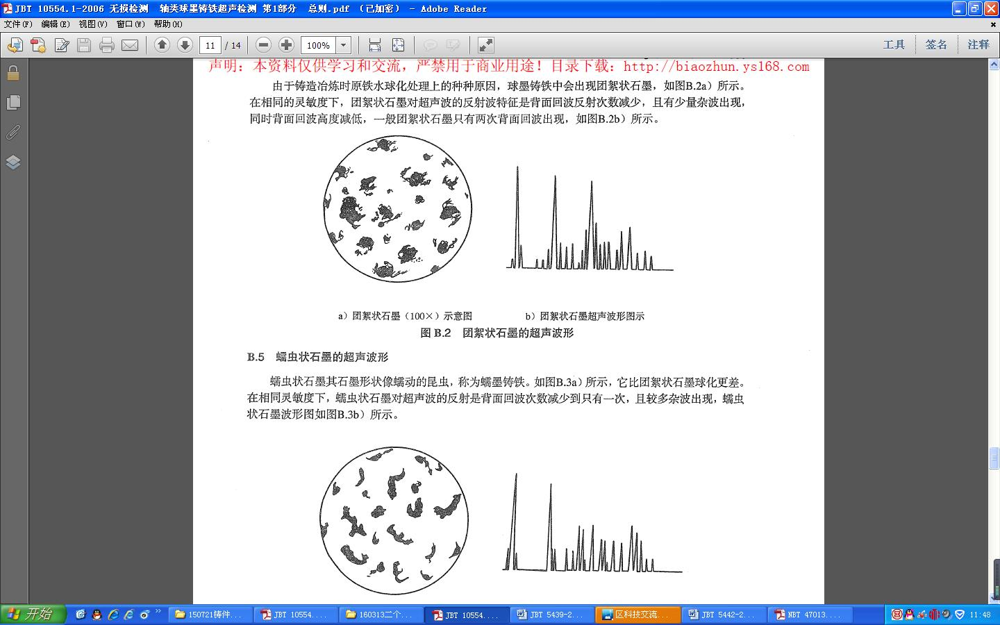 JBT 10554.1-2006 无损检测 轴类球墨铸铁超声检测 第1部分 总则.pdf （已加密） - Adobe Reader
文件(F) 编辑(E) 视图(V) 窗口(W) 帮助(H)
11 / 14 100% 工具 签名 注释
声明：本资料仅供学习和交流，严禁用于商业用途！目录下载：http://biaozhun.ys168.com
由于铸造冶炼时原铁水球化处理上的种种原因，球墨铸铁中会出现团絮状石墨，如图B.2a）所示。
在相同的灵敏度下，团絮状石墨对超声波的反射波特征是背面回波反射次数减少，且有少量杂波出现，
同时背面回波高度减低，一般团絮状石墨只有两次背面回波出现，如图B.2b）所示。
a）团絮状石墨（100×）示意图 b）团絮状石墨超声波形图示
图 B.2 团絮状石墨的超声波形
B.5 蠕虫状石墨的超声波形
蠕虫状石墨其石墨形状像蠕动的昆虫，称为蠕墨铸铁。如图B.3a）所示，它比团絮状石墨球化更差。
在相同灵敏度下，蠕虫状石墨对超声波的反射是背面回波次数减少到只有一次，且较多杂波出现，蠕虫
状石墨波形图如图B.3b）所示。
开始 150721铸件... JBT 10554.... 160313二个... JBT 10554.... JBT 5439-2... 区科技交流... JBT 5442-2... NBT 47013.... 11:48